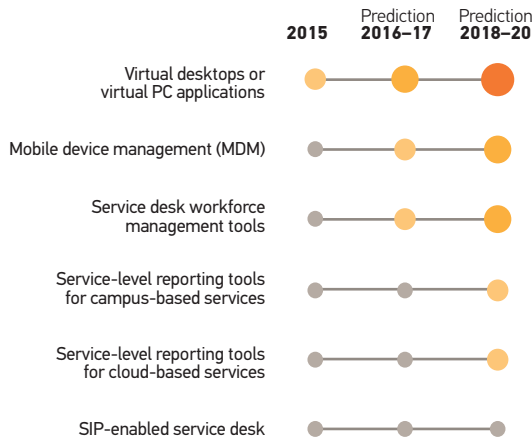 Prediction Prediction
2015 2016–17 2018–20
Virtual desktops or
virtual PC applications
Mobile device management (MDM)
Service desk workforce
management tools
Service-level reporting tools
for campus-based services
Service-level reporting tools
for cloud-based services
SIP-enabled service desk